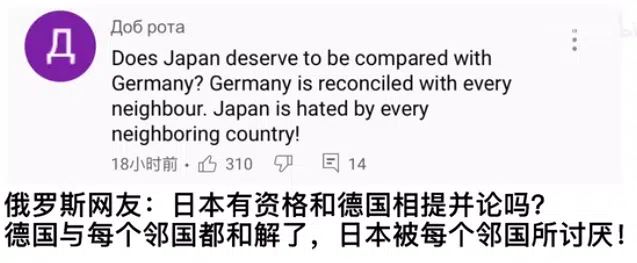 Доб рота
Does Japan deserve to be compared with
Germany? Germany is reconciled with every
neighbour. Japan is hated by every
neighboring country!
18小时前 · 310 14
俄罗斯网友：日本有资格和德国相提并论吗？
德国与每个邻国都和解了，日本被每个邻国所讨厌！